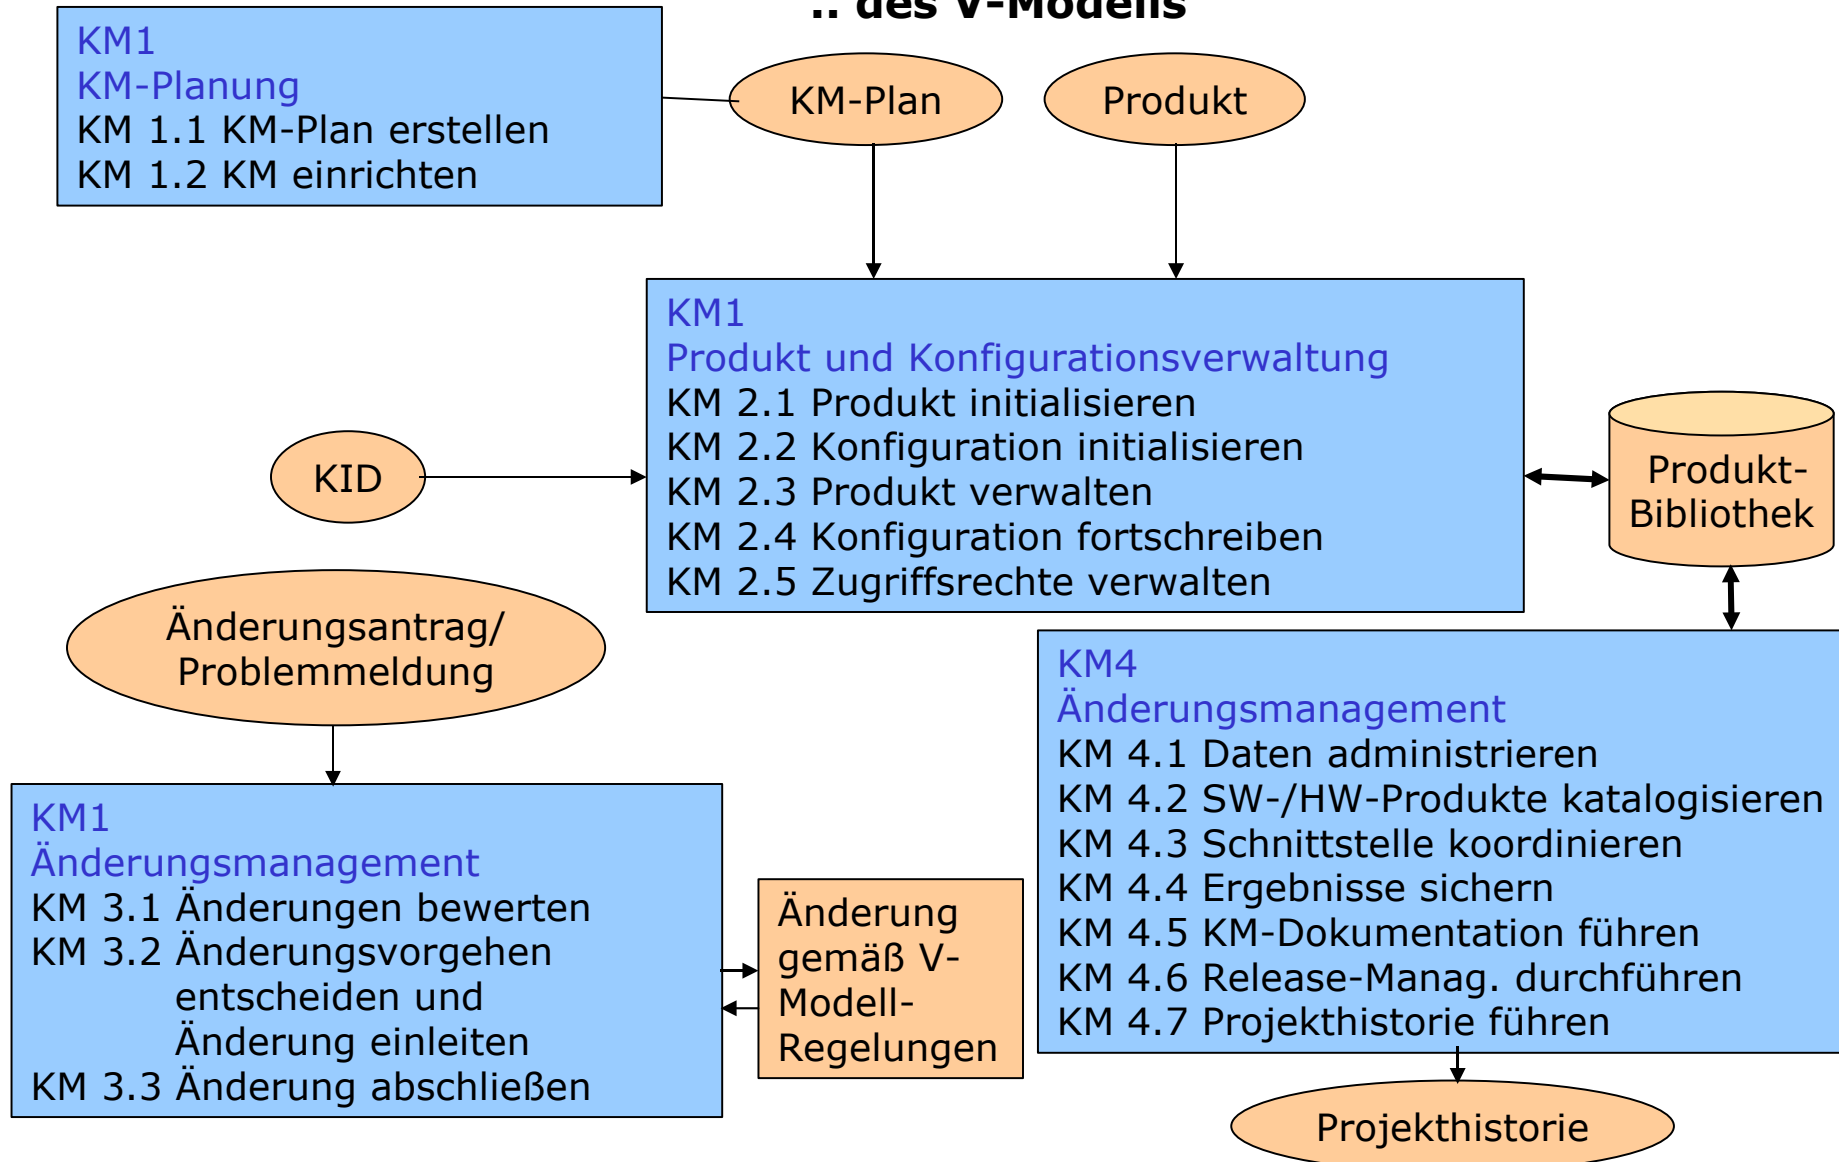 .. des V-Modells
KM1
KM-Planung
KM 1.1 KM-Plan erstellen
KM 1.2 KM einrichten
KM-Plan
Produkt
KM1
Produkt und Konfigurationsverwaltung
KM 2.1 Produkt initialisieren
KM 2.2 Konfiguration initialisieren
KM 2.3 Produkt verwalten
KM 2.4 Konfiguration fortschreiben
KM 2.5 Zugriffsrechte verwalten
KID
Produkt-
Bibliothek
Änderungsantrag/
Problemmeldung
KM1
Änderungsmanagement
KM 3.1 Änderungen bewerten
KM 3.2 Änderungsvorgehen
entscheiden und
Änderung einleiten
KM 3.3 Änderung abschließen
Änderung
gemäß V-
Modell-
Regelungen
KM4
Änderungsmanagement
KM 4.1 Daten administrieren
KM 4.2 SW-/HW-Produkte katalogisieren
KM 4.3 Schnittstelle koordinieren
KM 4.4 Ergebnisse sichern
KM 4.5 KM-Dokumentation führen
KM 4.6 Release-Manag. durchführen
KM 4.7 Projekthistorie führen
Projekthistorie